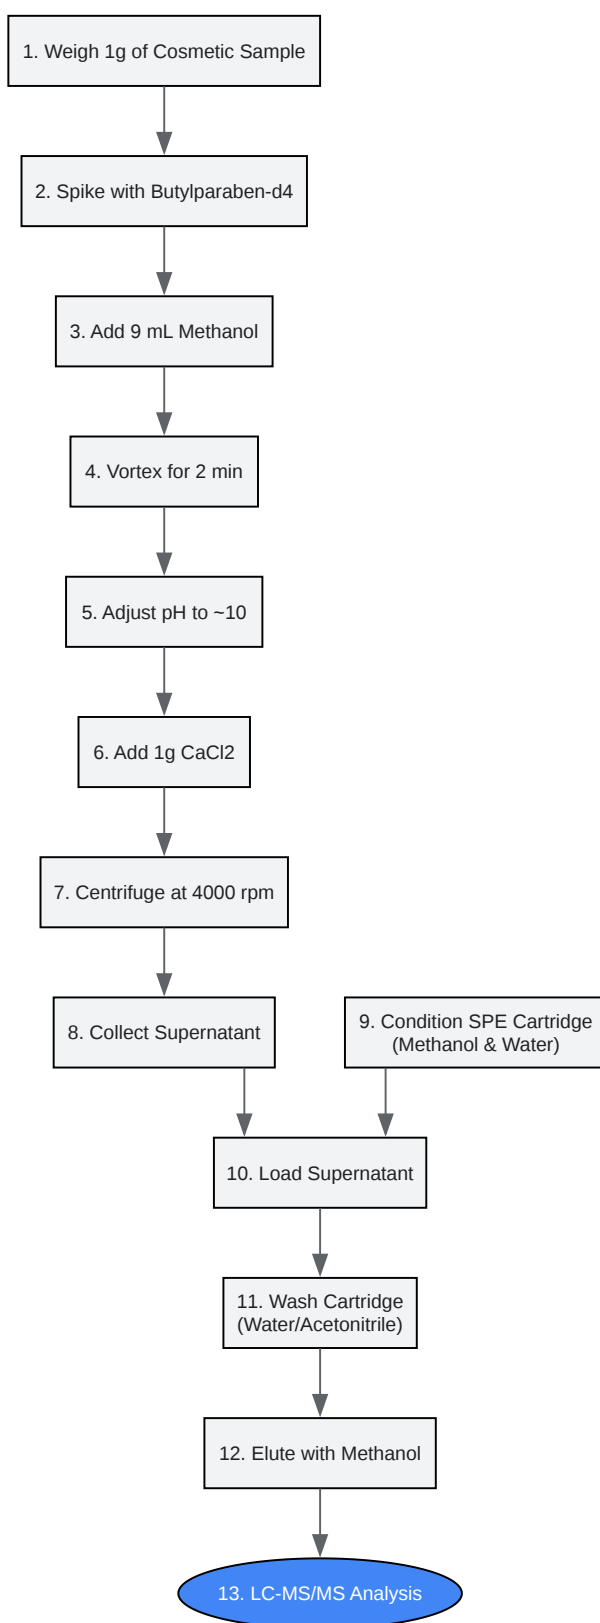 1. Weigh 1g of Cosmetic Sample
2. Spike with Butylparaben-d4
3. Add 9 mL Methanol
4. Vortex for 2 min
5. Adjust pH to ~10
6. Add 1g CaCl2
7. Centrifuge at 4000 rpm
8. Collect Supernatant
9. Condition SPE Cartridge
(Methanol & Water)
10. Load Supernatant
11. Wash Cartridge
(Water/Acetonitrile)
12. Elute with Methanol
13. LC-MS/MS Analysis